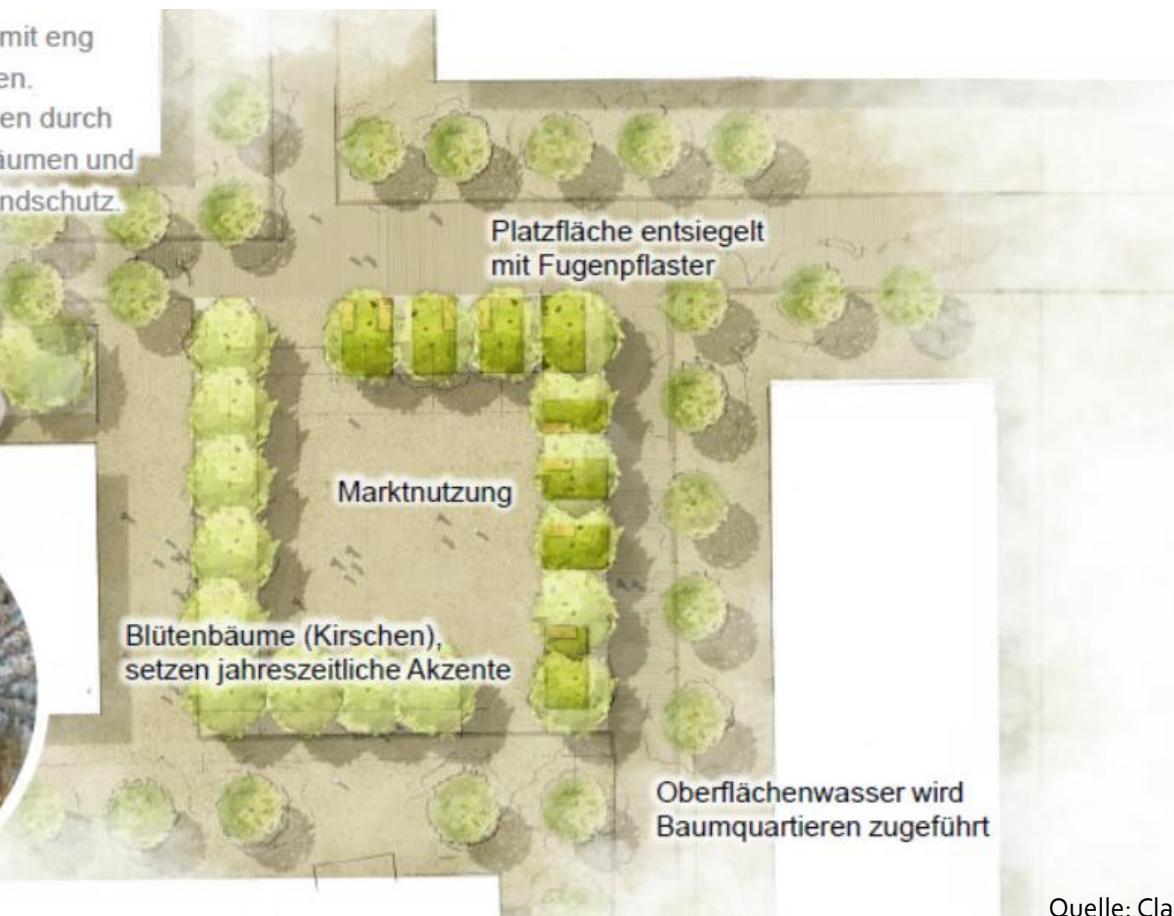 mit eng
en.
en durch
äumen und
ndschutz.
Platzfläche entsiegelt
mit Fugenpflaster
Marktnutzung
Blütenbäume (Kirschen),
setzen jahreszeitliche Akzente
Oberflächenwasser wird
Baumquartieren zugeführt
Quelle: Cla